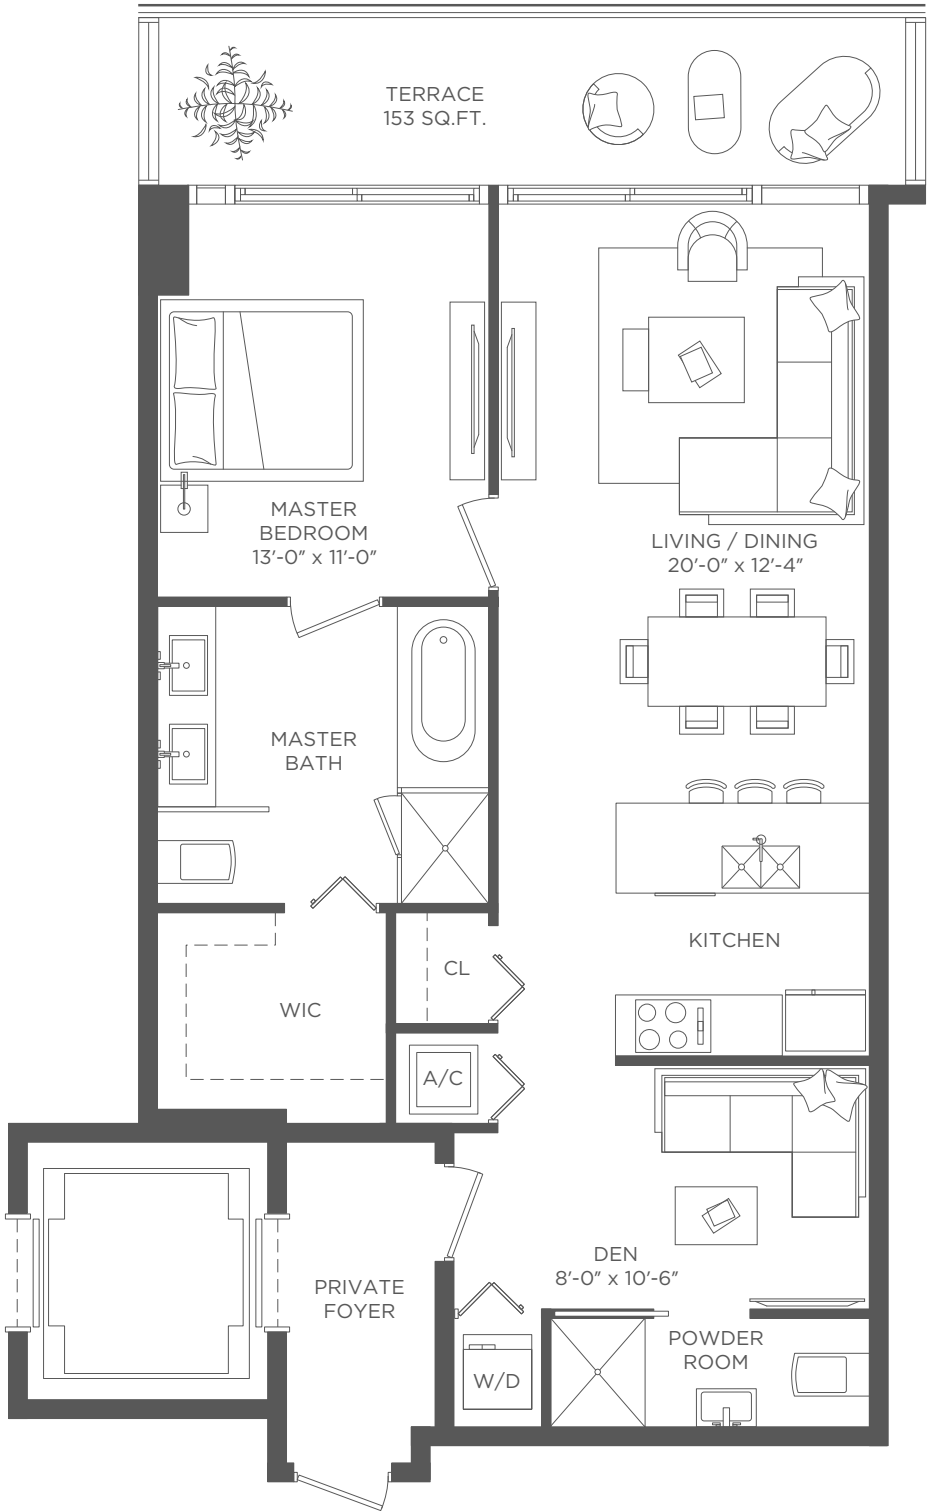 TERRACE
153 SQ.FT.
MASTER
BEDROOM
13'-0" x 11'-0"
LIVING / DINING
20'-0" x 12'-4"
MASTER
BATH
KITCHEN
CL
WIC
A/C
DEN
8'-0" x 10'-6"
PRIVATE
FOYER
POWDER
ROOM
W/D